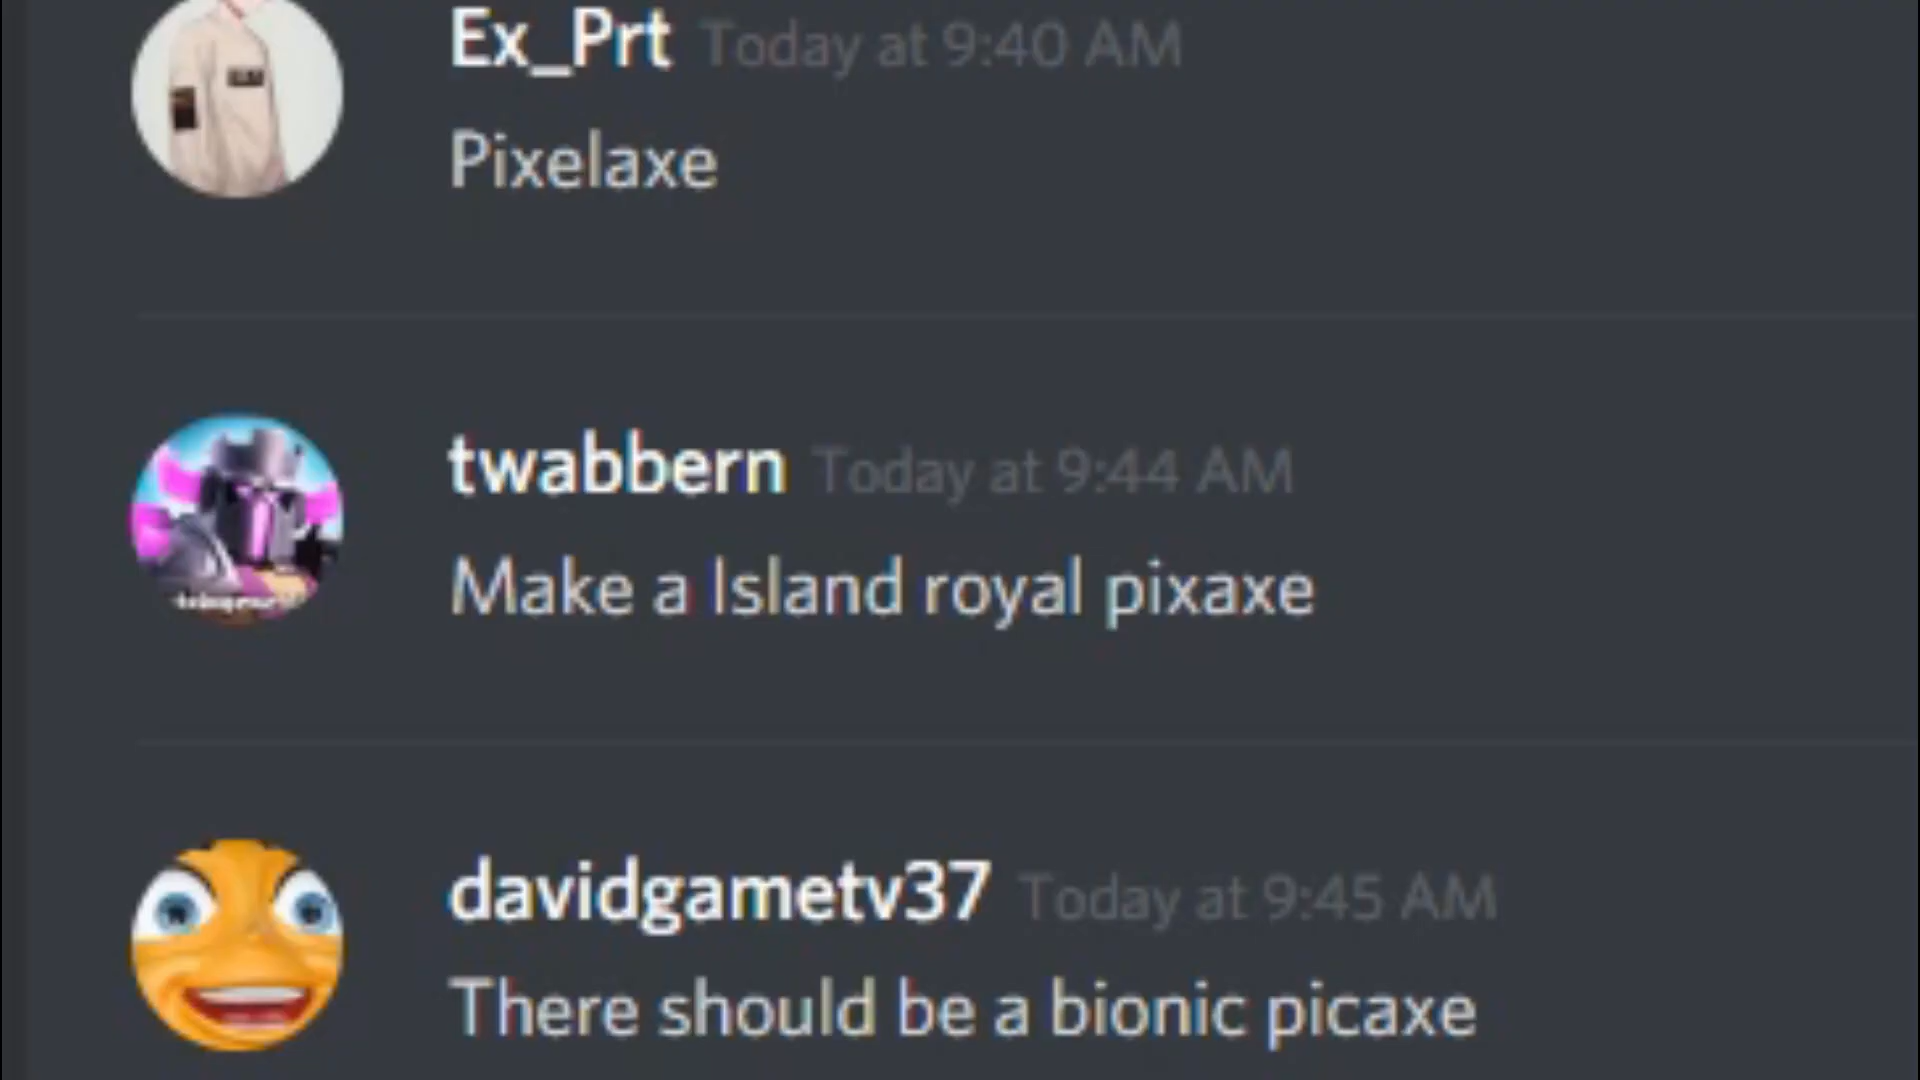 Ex_Prt Today at 9:40 AM
Pixelaxe
twabbern Today at 9:44 AM
Make a Island royal pixaxe
davidgametv37 Today at 9:45 AM
There should be a bionic picaxe